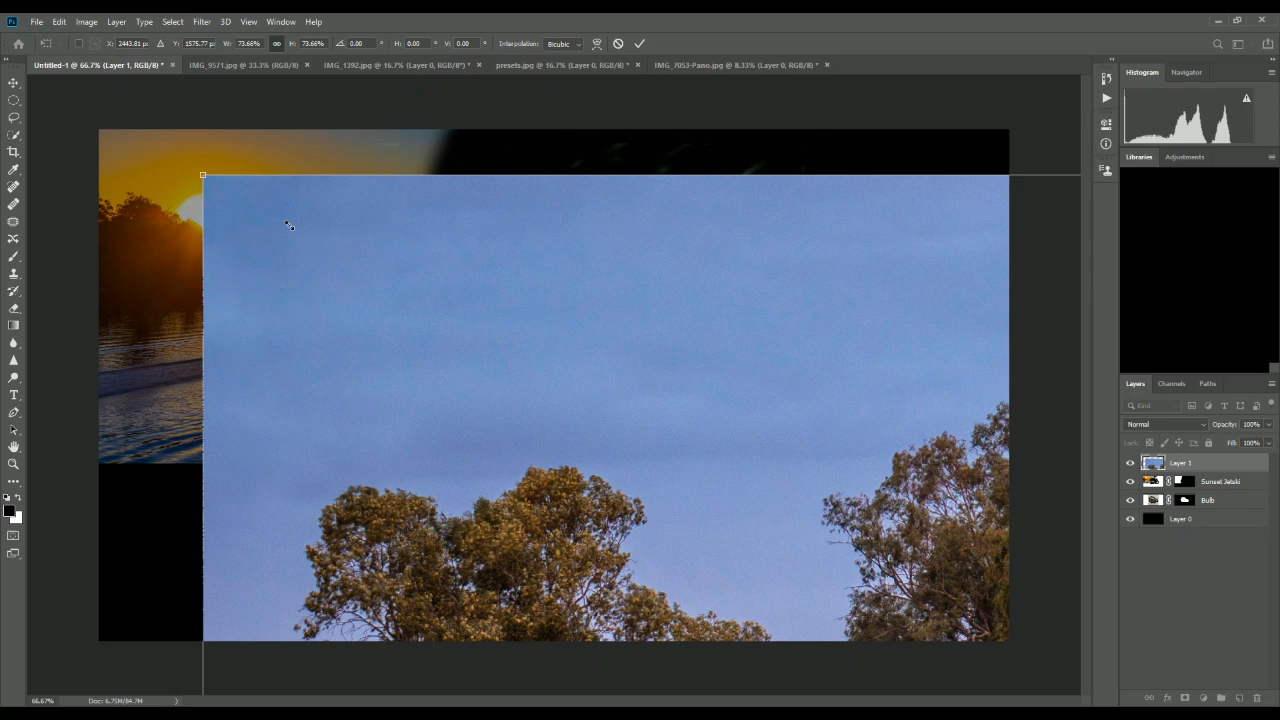 Ps File Edit Image Layer Type Select Filter 3D View Window Help
X: 2443.81 p: Y: 1575.77 p: W: 73.66% H: 73.66% 0.00 ° H: 0.00 ° V: 0.00 ° Interpolation: Bicubic
Untitled-1 @ 66.7% (Layer 1, RGB/8) * × IMG_9571.jpg @ 33.3% (RGB/8) × IMG_1392.jpg @ 16.7% (Layer 0, RGB/8*) * × presets.jpg @ 16.7% (Layer 0, RGB/8) * × IMG_7053-Pano.jpg @ 8.33% (Layer 0, RGB/8) * ×
Histogram Navigator
Libraries Adjustments
Layers Channels Paths
Kind
Normal Opacity: 100%
Lock: Fill: 100%
Layer 1
Sunset Jetski
Bulb
Layer 0
66.67% Doc: 6.75M/84.7M